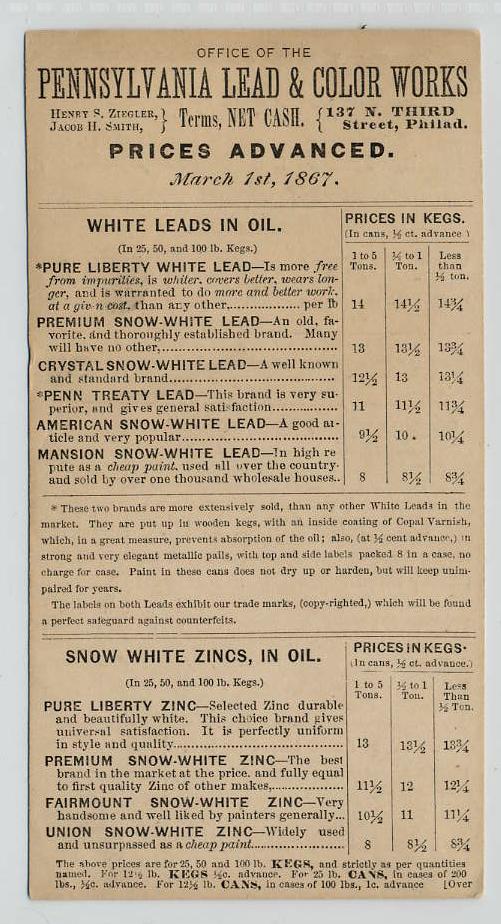 OFFICE OF THE
PENNSYLVANIA LEAD & COLOR WORKS
HENRY S. ZIEGLER, JACOB H. SMITH, } Terms, NET CASH. { 137 N. THIRD Street, Philad.
PRICES ADVANCED.
March 1st, 1867.
WHITE LEADS IN OIL.
(In 25, 50, and 100 lb. Kegs.)
PRICES IN KEGS.
(In cans, ½ ct. advance)
1 to 5 Tons. ½ to 1 Ton. Less than ½ ton.
*PURE LIBERTY WHITE LEAD—Is more free
from impurities, is whiter, covers better, wears lon-
ger, and is warranted to do more and better work,
at a giv-n cost, than any other................ per lb 14 14½ 14¾
PREMIUM SNOW-WHITE LEAD—An old, fa-
vorite, and thoroughly established brand. Many
will have no other,.................................... 13 13½ 13¾
CRYSTAL SNOW-WHITE LEAD—A well known
and standard brand................................... 12½ 13 13¼
*PENN TREATY LEAD—This brand is very su-
perior, and gives general satisfaction.............. 11 11½ 11¾
AMERICAN SNOW-WHITE LEAD—A good ar-
ticle and very popular................................ 9½ 10. 10¼
MANSION SNOW-WHITE LEAD—In high re
pute as a cheap paint, used all over the country-
and sold by over one thousand wholesale houses.. 8 8½ 8¾
* These two brands are more extensively sold, than any other White Leads in the
market. They are put up in wooden kegs, with an inside coating of Copal Varnish,
which, in a great measure, prevents absorption of the oil; also, (at ½ cent advance,) in
strong and very elegant metallic pails, with top and side labels packed 8 in a case, no
charge for case. Paint in these cans does not dry up or harden, but will keep unim-
paired for years.
The labels on both Leads exhibit our trade marks, (copy-righted,) which will be found
a perfect safeguard against counterfeits.
SNOW WHITE ZINCS, IN OIL.
(In 25, 50, and 100 lb. Kegs.)
PRICES IN KEGS.
(In cans, ½ ct. advance.)
1 to 5 Tons. ½ to 1 Ton. Less Than ½ Ton.
PURE LIBERTY ZINC—Selected Zinc durable
and beautifully white. This choice brand gives
universal satisfaction. It is perfectly uniform
in style and quality................................... 13 13½ 13¾
PREMIUM SNOW-WHITE ZINC—The best
brand in the market at the price, and fully equal
to first quality Zinc of other makes,............... 11½ 12 12¼
FAIRMOUNT SNOW-WHITE ZINC—Very
handsome and well liked by painters generally... 10½ 11 11¼
UNION SNOW-WHITE ZINC—Widely used
and unsurpassed as a cheap paint.................. 8 8½ 8¾
The above prices are for 25, 50 and 100 lb. KEGS, and strictly as per quantities
named. For 12½ lb. KEGS ½c. advance. For 25 lb. CANS, in cases of 200
lbs., ½c. advance. For 12½ lb. CANS, in cases of 100 lbs., 1c. advance [Over